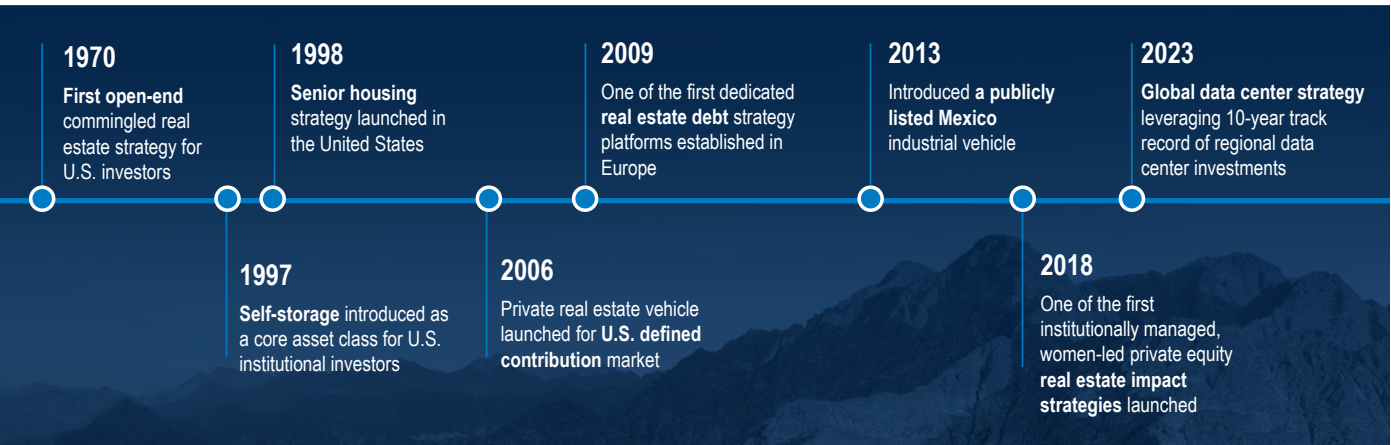 1970
First open-end
commingled real
estate strategy for
U.S. investors
1997
Self-storage introduced as
a core asset class for U.S.
institutional investors
1998
Senior housing
strategy launched in
the United States
2006
Private real estate vehicle
launched for U.S. defined
contribution market
2009
One of the first dedicated
real estate debt strategy
platforms established in
Europe
2013
Introduced a publicly
listed Mexico
industrial vehicle
2018
One of the first
institutionally managed,
women-led private equity
real estate impact
strategies launched
2023
Global data center strategy
leveraging 10-year track
record of regional data
center investments